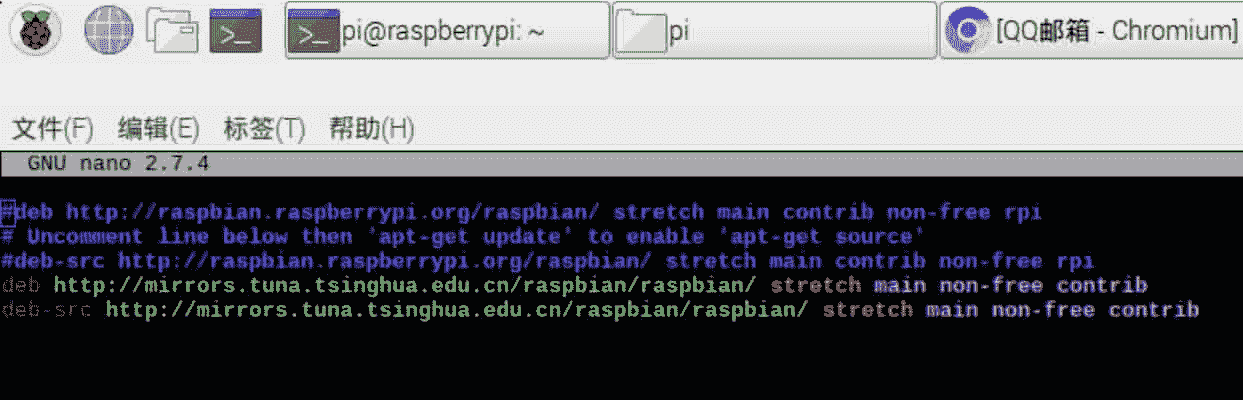 pi@raspberrypi: ~ pi [QQ邮箱 - Chromium]
文件(F) 编辑(E) 标签(T) 帮助(H)
GNU nano 2.7.4
#deb http://raspbian.raspberrypi.org/raspbian/ stretch main contrib non-free rpi
# Uncomment line below then 'apt-get update' to enable 'apt-get source'
#deb-src http://raspbian.raspberrypi.org/raspbian/ stretch main contrib non-free rpi
deb http://mirrors.tuna.tsinghua.edu.cn/raspbian/raspbian/ stretch main non-free contrib
deb-src http://mirrors.tuna.tsinghua.edu.cn/raspbian/raspbian/ stretch main non-free contrib